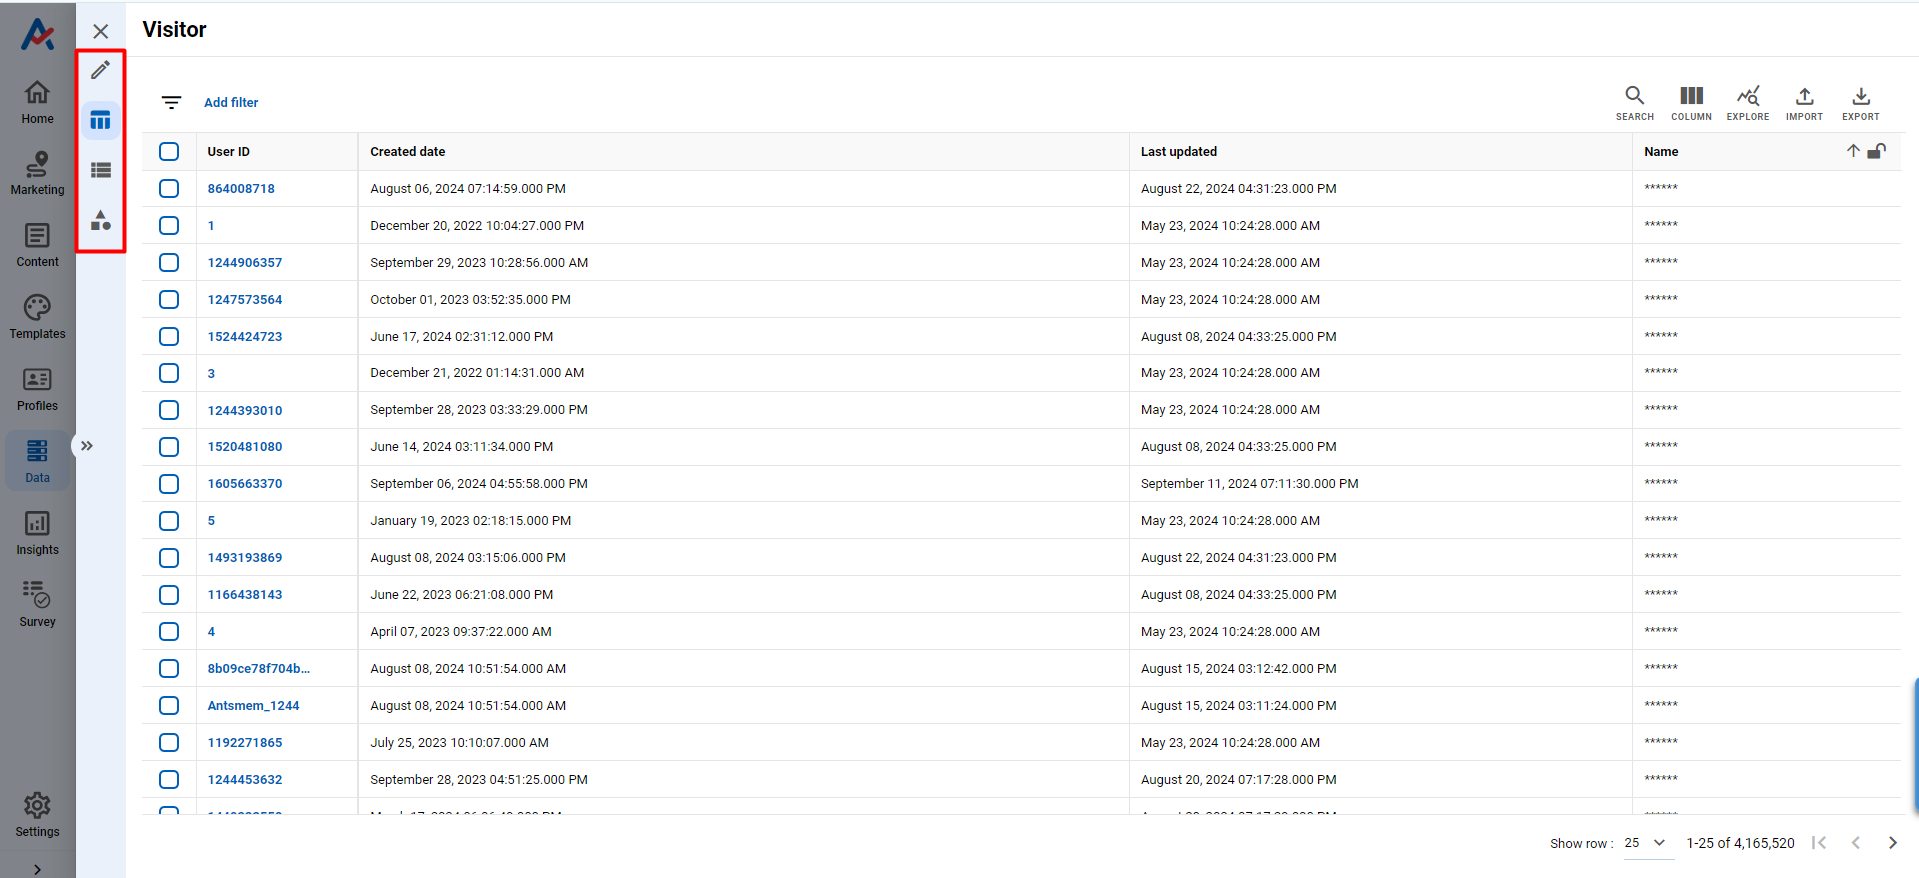 Visitor
Add filter
SEARCH COLUMN EXPLORE IMPORT EXPORT
Home
Marketing
Content
Templates
Profiles
Data
Insights
Survey
Settings
User ID Created date Last updated Name
864008718 August 06, 2024 07:14:59.000 PM August 22, 2024 04:31:23.000 PM ******
1 December 20, 2022 10:04:27.000 PM May 23, 2024 10:24:28.000 AM ******
1244906357 September 29, 2023 10:28:56.000 AM May 23, 2024 10:24:28.000 AM ******
1247573564 October 01, 2023 03:52:35.000 PM May 23, 2024 10:24:28.000 AM ******
1524424723 June 17, 2024 02:31:12.000 PM August 08, 2024 04:33:25.000 PM ******
3 December 21, 2022 01:14:31.000 AM May 23, 2024 10:24:28.000 AM ******
1244393010 September 28, 2023 03:33:29.000 PM May 23, 2024 10:24:28.000 AM ******
1520481080 June 14, 2024 03:11:34.000 PM August 08, 2024 04:33:25.000 PM ******
1605663370 September 06, 2024 04:55:58.000 PM September 11, 2024 07:11:30.000 PM ******
5 January 19, 2023 02:18:15.000 PM May 23, 2024 10:24:28.000 AM ******
1493193869 August 08, 2024 03:15:06.000 PM August 22, 2024 04:31:23.000 PM ******
1166438143 June 22, 2023 06:21:08.000 PM August 08, 2024 04:33:25.000 PM ******
4 April 07, 2023 09:37:22.000 AM May 23, 2024 10:24:28.000 AM ******
8b09ce78f704b... August 08, 2024 10:51:54.000 AM August 15, 2024 03:12:42.000 PM ******
Antsmem_1244 August 08, 2024 10:51:54.000 AM August 15, 2024 03:11:24.000 PM ******
1192271865 July 25, 2023 10:10:07.000 AM May 23, 2024 10:24:28.000 AM ******
1244453632 September 28, 2023 04:51:25.000 PM August 20, 2024 07:17:28.000 PM ******
Show row : 25 1-25 of 4,165,520